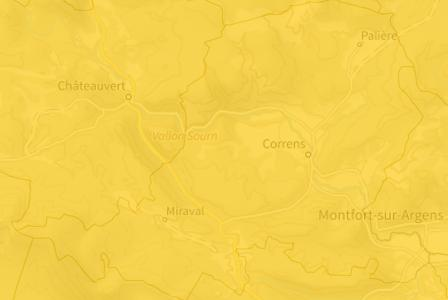 Palière
Châteauvert
Vallon Sourn
Correns
Miraval
Montfort-sur-Argens